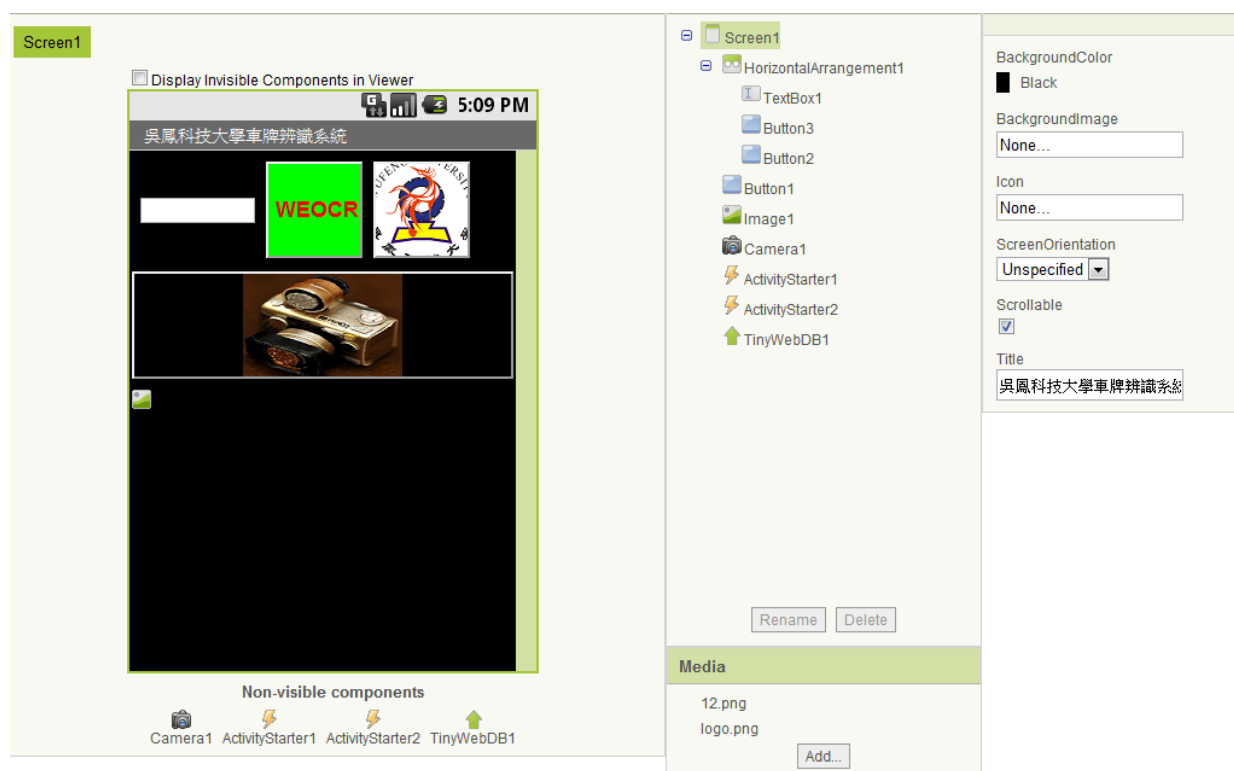 Screen1
Display Invisible Components in Viewer
5:09 PM
吳鳳科技大學車牌辨識系統
WEOCR
Non-visible components
Camera1
ActivityStarter1
ActivityStarter2
TinyWebDB1
Screen1
HorizontalArrangement1
TextBox1
Button3
Button2
Button1
Image1
Camera1
ActivityStarter1
ActivityStarter2
TinyWebDB1
Rename
Delete
Media
12.png
logo.png
Add...
BackgroundColor
Black
BackgroundImage
None...
Icon
None...
ScreenOrientation
Unspecified
Scrollable
Title
吳鳳科技大學車牌辨識系